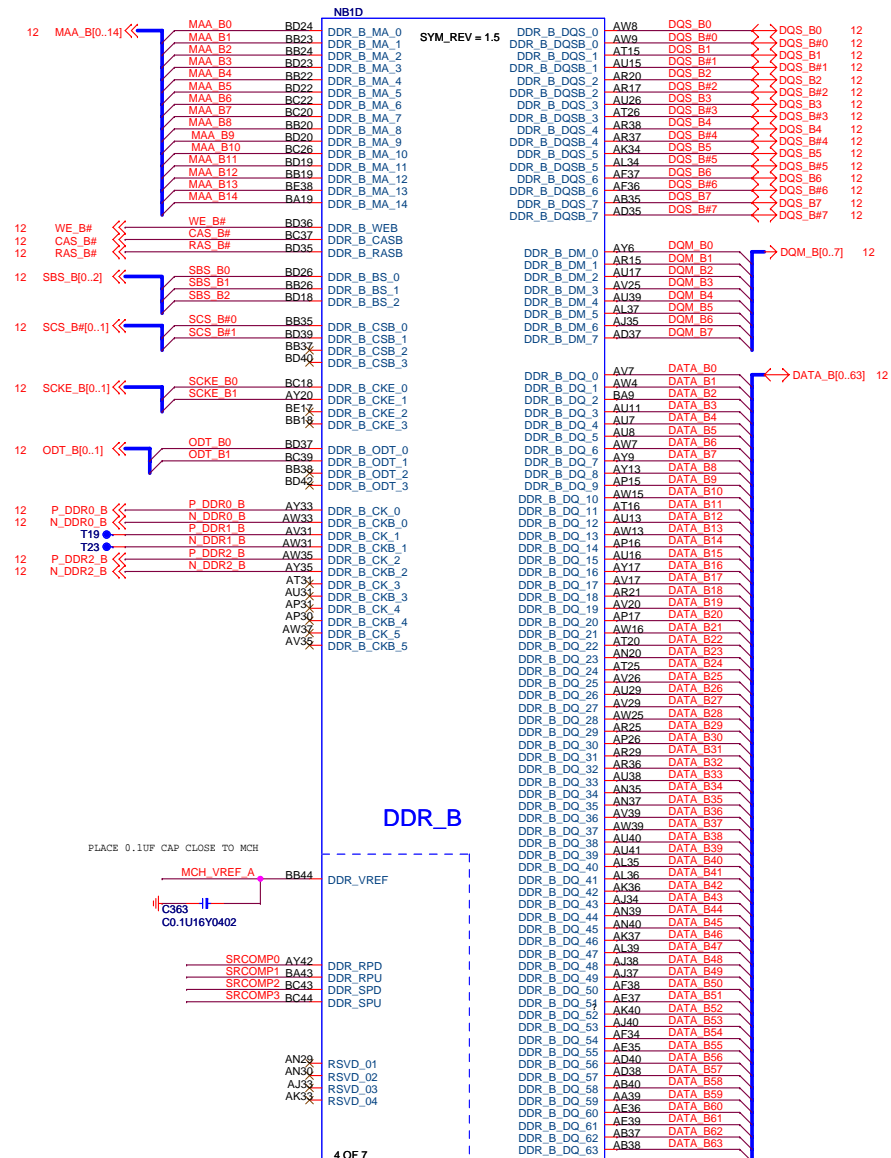 NB1D
SYM_REV = 1.5
12 MAA_B[0..14]
MAA_B0 BD24 DDR_B_MA_0
MAA_B1 BB23 DDR_B_MA_1
MAA_B2 BB24 DDR_B_MA_2
MAA_B3 BD23 DDR_B_MA_3
MAA_B4 BB22 DDR_B_MA_4
MAA_B5 BD22 DDR_B_MA_5
MAA_B6 BC22 DDR_B_MA_6
MAA_B7 BC20 DDR_B_MA_7
MAA_B8 BB20 DDR_B_MA_8
MAA_B9 BD20 DDR_B_MA_9
MAA_B10 BC26 DDR_B_MA_10
MAA_B11 BD19 DDR_B_MA_11
MAA_B12 BB19 DDR_B_MA_12
MAA_B13 BE38 DDR_B_MA_13
MAA_B14 BA19 DDR_B_MA_14
12 WE_B# WE_B# BD36 DDR_B_WEB
12 CAS_B# CAS_B# BC37 DDR_B_CASB
12 RAS_B# RAS_B# BD35 DDR_B_RASB
12 SBS_B[0..2]
SBS_B0 BD26 DDR_B_BS_0
SBS_B1 BB26 DDR_B_BS_1
SBS_B2 BD18 DDR_B_BS_2
12 SCS_B#[0..1]
SCS_B#0 BB35 DDR_B_CSB_0
SCS_B#1 BD39 DDR_B_CSB_1
BB37 DDR_B_CSB_2
BD40 DDR_B_CSB_3
12 SCKE_B[0..1]
SCKE_B0 BC18 DDR_B_CKE_0
SCKE_B1 AY20 DDR_B_CKE_1
BE17 DDR_B_CKE_2
BB18 DDR_B_CKE_3
12 ODT_B[0..1]
ODT_B0 BD37 DDR_B_ODT_0
ODT_B1 BC39 DDR_B_ODT_1
BB38 DDR_B_ODT_2
BD42 DDR_B_ODT_3
12 P_DDR0_B P_DDR0_B AY33 DDR_B_CK_0
12 N_DDR0_B N_DDR0_B AW33 DDR_B_CKB_0
T19 P_DDR1_B AV31 DDR_B_CK_1
T23 N_DDR1_B AW31 DDR_B_CKB_1
12 P_DDR2_B P_DDR2_B AW35 DDR_B_CK_2
12 N_DDR2_B N_DDR2_B AY35 DDR_B_CKB_2
AT31 DDR_B_CK_3
AU31 DDR_B_CKB_3
AP31 DDR_B_CK_4
AP30 DDR_B_CKB_4
AW37 DDR_B_CK_5
AV35 DDR_B_CKB_5
DDR_B
PLACE 0.1UF CAP CLOSE TO MCH
MCH_VREF_A BB44 DDR_VREF
C363
C0.1U16Y0402
SRCOMP0 AY42 DDR_RPD
SRCOMP1 BA43 DDR_RPU
SRCOMP2 BC43 DDR_SPD
SRCOMP3 BC44 DDR_SPU
AN29 RSVD_01
AN30 RSVD_02
AJ33 RSVD_03
AK33 RSVD_04
4 OF 7
DDR_B_DQS_0 AW8 DQS_B0 DQS_B0 12
DDR_B_DQSB_0 AW9 DQS_B#0 DQS_B#0 12
DDR_B_DQS_1 AT15 DQS_B1 DQS_B1 12
DDR_B_DQSB_1 AU15 DQS_B#1 DQS_B#1 12
DDR_B_DQS_2 AR20 DQS_B2 DQS_B2 12
DDR_B_DQSB_2 AR17 DQS_B#2 DQS_B#2 12
DDR_B_DQS_3 AU26 DQS_B3 DQS_B3 12
DDR_B_DQSB_3 AT26 DQS_B#3 DQS_B#3 12
DDR_B_DQS_4 AR38 DQS_B4 DQS_B4 12
DDR_B_DQSB_4 AR37 DQS_B#4 DQS_B#4 12
DDR_B_DQS_5 AK34 DQS_B5 DQS_B5 12
DDR_B_DQSB_5 AL34 DQS_B#5 DQS_B#5 12
DDR_B_DQS_6 AF37 DQS_B6 DQS_B6 12
DDR_B_DQSB_6 AF36 DQS_B#6 DQS_B#6 12
DDR_B_DQS_7 AB35 DQS_B7 DQS_B7 12
DDR_B_DQSB_7 AD35 DQS_B#7 DQS_B#7 12
DDR_B_DM_0 AY6 DQM_B0 DQM_B[0..7] 12
DDR_B_DM_1 AR15 DQM_B1
DDR_B_DM_2 AU17 DQM_B2
DDR_B_DM_3 AV25 DQM_B3
DDR_B_DM_4 AU39 DQM_B4
DDR_B_DM_5 AL37 DQM_B5
DDR_B_DM_6 AJ35 DQM_B6
DDR_B_DM_7 AD37 DQM_B7
DDR_B_DQ_0 AV7 DATA_B0 DATA_B[0..63] 12
DDR_B_DQ_1 AW4 DATA_B1
DDR_B_DQ_2 BA9 DATA_B2
DDR_B_DQ_3 AU11 DATA_B3
DDR_B_DQ_4 AU7 DATA_B4
DDR_B_DQ_5 AU8 DATA_B5
DDR_B_DQ_6 AW7 DATA_B6
DDR_B_DQ_7 AY9 DATA_B7
DDR_B_DQ_8 AY13 DATA_B8
DDR_B_DQ_9 AP15 DATA_B9
DDR_B_DQ_10 AW15 DATA_B10
DDR_B_DQ_11 AT16 DATA_B11
DDR_B_DQ_12 AU13 DATA_B12
DDR_B_DQ_13 AW13 DATA_B13
DDR_B_DQ_14 AP16 DATA_B14
DDR_B_DQ_15 AU16 DATA_B15
DDR_B_DQ_16 AY17 DATA_B16
DDR_B_DQ_17 AV17 DATA_B17
DDR_B_DQ_18 AR21 DATA_B18
DDR_B_DQ_19 AV20 DATA_B19
DDR_B_DQ_20 AP17 DATA_B20
DDR_B_DQ_21 AW16 DATA_B21
DDR_B_DQ_22 AT20 DATA_B22
DDR_B_DQ_23 AN20 DATA_B23
DDR_B_DQ_24 AT25 DATA_B24
DDR_B_DQ_25 AV26 DATA_B25
DDR_B_DQ_26 AU29 DATA_B26
DDR_B_DQ_27 AV29 DATA_B27
DDR_B_DQ_28 AW25 DATA_B28
DDR_B_DQ_29 AR25 DATA_B29
DDR_B_DQ_30 AP26 DATA_B30
DDR_B_DQ_31 AR29 DATA_B31
DDR_B_DQ_32 AR36 DATA_B32
DDR_B_DQ_33 AU38 DATA_B33
DDR_B_DQ_34 AN35 DATA_B34
DDR_B_DQ_35 AN37 DATA_B35
DDR_B_DQ_36 AV39 DATA_B36
DDR_B_DQ_37 AW39 DATA_B37
DDR_B_DQ_38 AU40 DATA_B38
DDR_B_DQ_39 AU41 DATA_B39
DDR_B_DQ_40 AL35 DATA_B40
DDR_B_DQ_41 AL36 DATA_B41
DDR_B_DQ_42 AK36 DATA_B42
DDR_B_DQ_43 AJ34 DATA_B43
DDR_B_DQ_44 AN39 DATA_B44
DDR_B_DQ_45 AN40 DATA_B45
DDR_B_DQ_46 AK37 DATA_B46
DDR_B_DQ_47 AL39 DATA_B47
DDR_B_DQ_48 AJ38 DATA_B48
DDR_B_DQ_49 AJ37 DATA_B49
DDR_B_DQ_50 AF38 DATA_B50
DDR_B_DQ_51 AE37 DATA_B51
DDR_B_DQ_52 AK40 DATA_B52
DDR_B_DQ_53 AJ40 DATA_B53
DDR_B_DQ_54 AF34 DATA_B54
DDR_B_DQ_55 AE35 DATA_B55
DDR_B_DQ_56 AD40 DATA_B56
DDR_B_DQ_57 AD38 DATA_B57
DDR_B_DQ_58 AB40 DATA_B58
DDR_B_DQ_59 AA39 DATA_B59
DDR_B_DQ_60 AE36 DATA_B60
DDR_B_DQ_61 AE39 DATA_B61
DDR_B_DQ_62 AB37 DATA_B62
DDR_B_DQ_63 AB38 DATA_B63